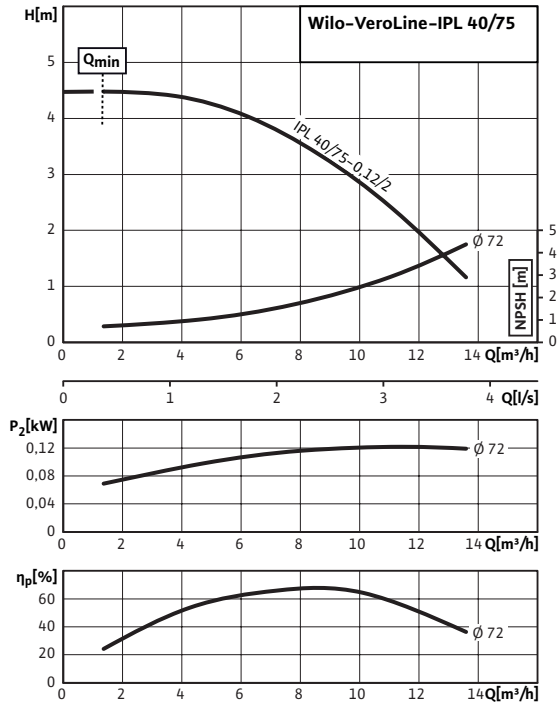 H[m]
Wilo-VeroLine-IPL 40/75
Qmin
5
4
3
2
1
0
IPL 40/75-0,12/2
Ø 72
5
4
3
2
1
0
NPSH [m]
0 2 4 6 8 10 12 14 Q[m³/h]
0 1 2 3 4 Q[l/s]
P₂[kW]
0,12
0,08
0,04
0
Ø 72
0 2 4 6 8 10 12 14 Q[m³/h]
ηp[%]
60
40
20
0
Ø 72
0 2 4 6 8 10 12 14 Q[m³/h]